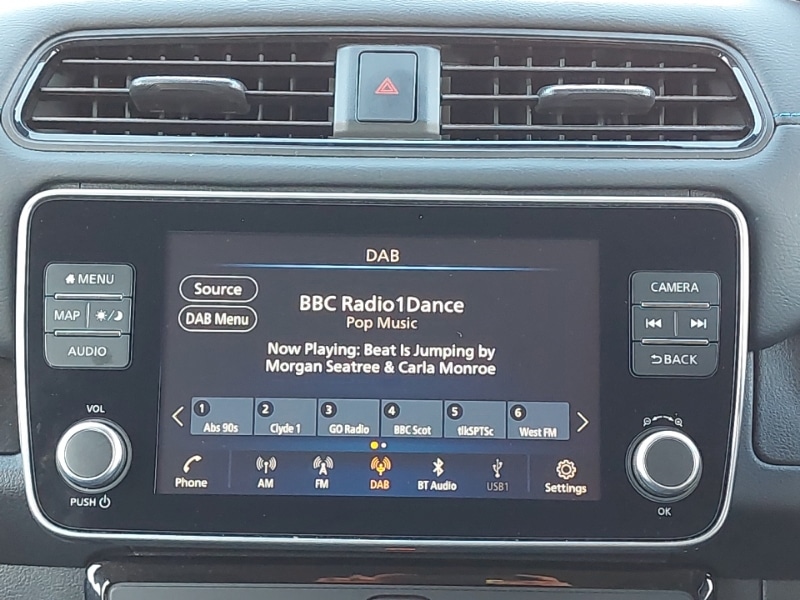 DAB
MENU
MAP
AUDIO
VOL
PUSH
Source
DAB Menu
BBC Radio1Dance
Pop Music
Now Playing: Beat Is Jumping by
Morgan Seatree & Carla Monroe
1 2 3 4 5 6
Abs 90s Clyde 1 GO Radio BBC Scot tlkSPTSc West FM
Phone AM FM DAB BT Audio USB1 Settings
CAMERA
BACK
OK